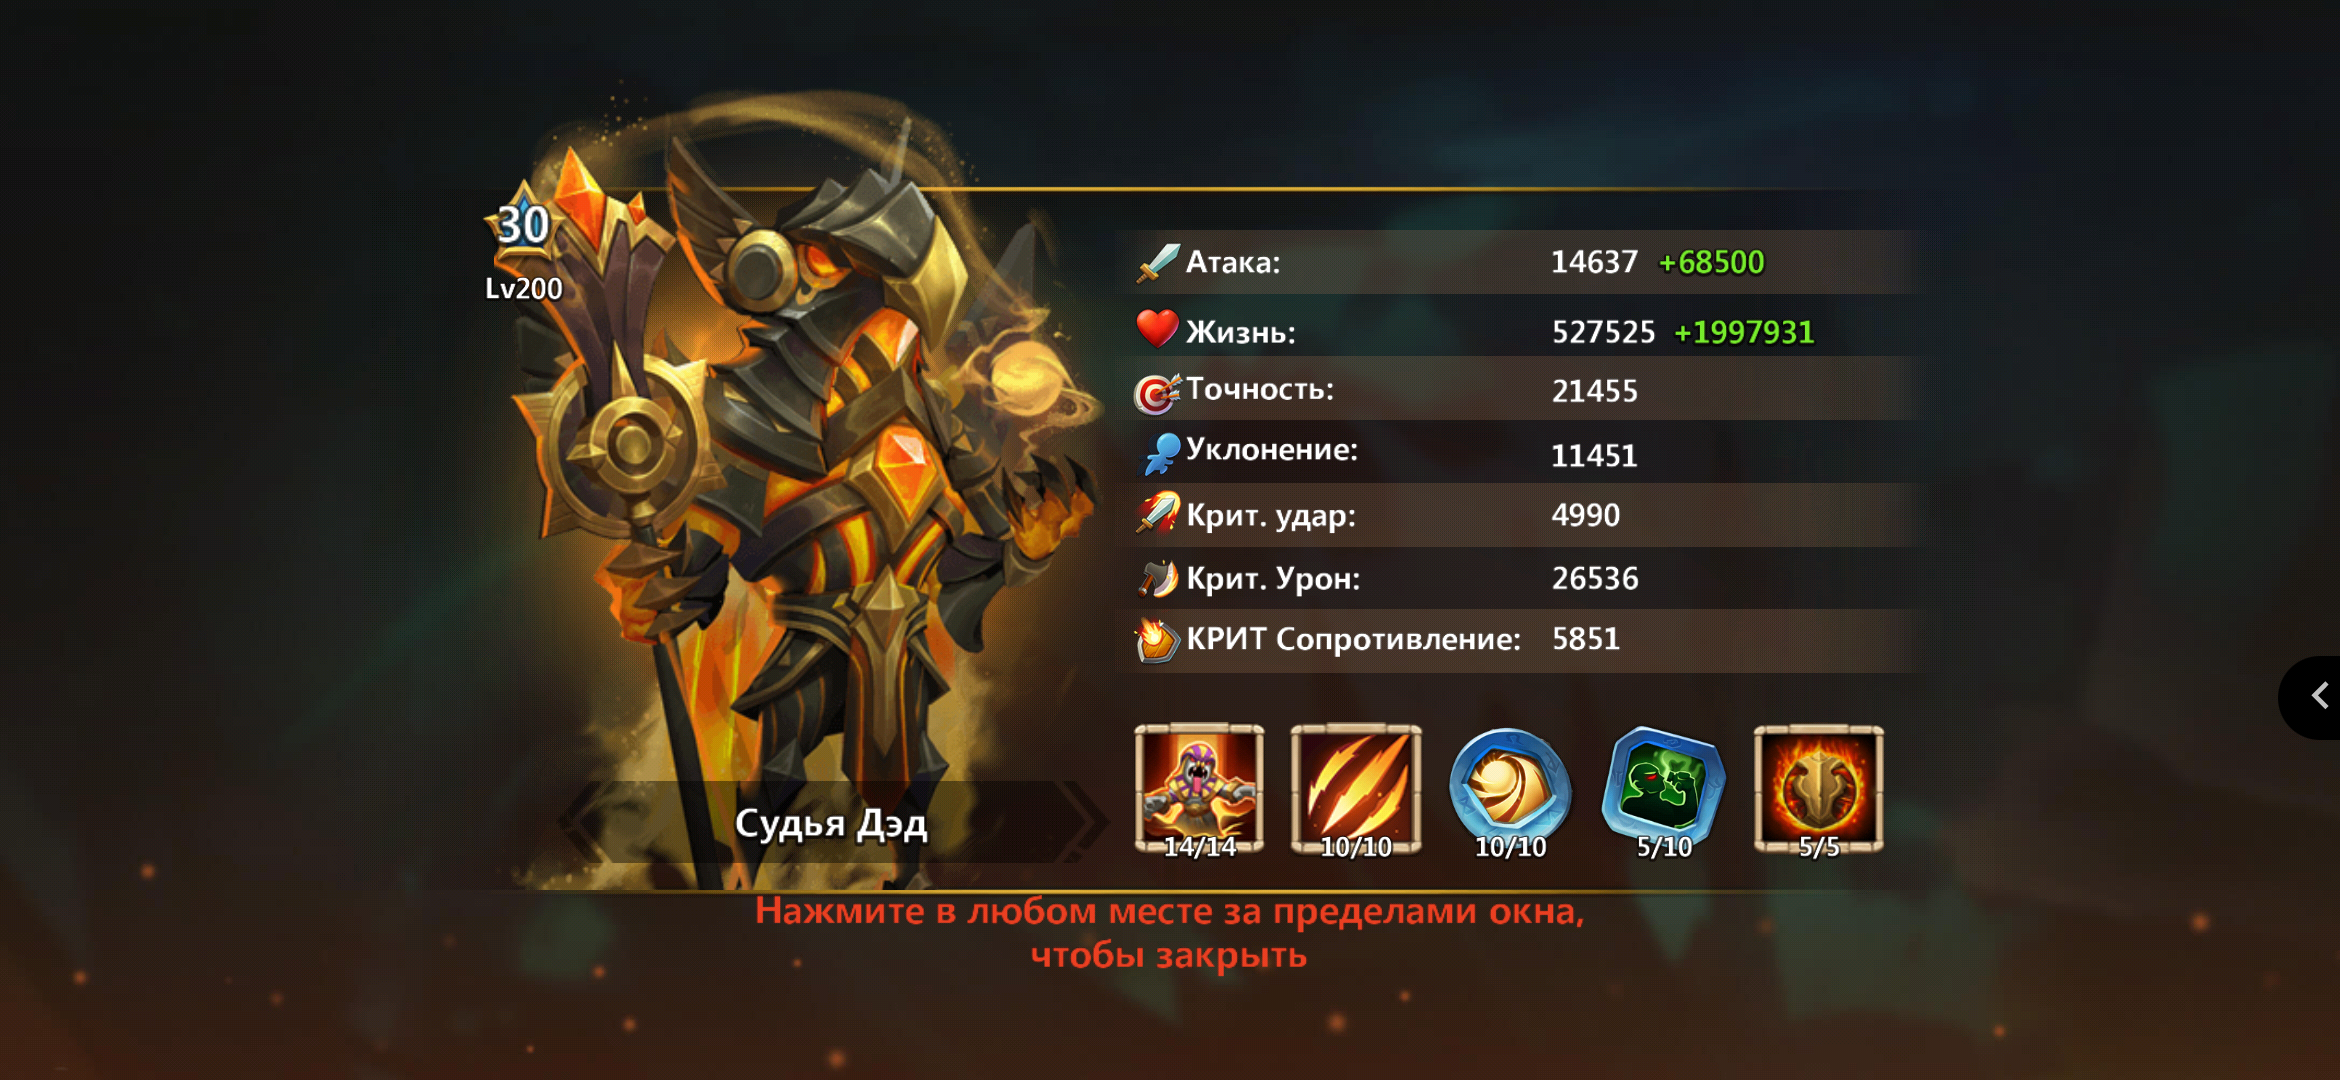 30
Lv200
Атака: 14637 +68500
Жизнь: 527525 +1997931
Точность: 21455
Уклонение: 11451
Крит. удар: 4990
Крит. Урон: 26536
КРИТ Сопротивление: 5851
Судья Дэд
14/14 10/10 10/10 5/10 5/5
Нажмите в любом месте за пределами окна,
чтобы закрыть